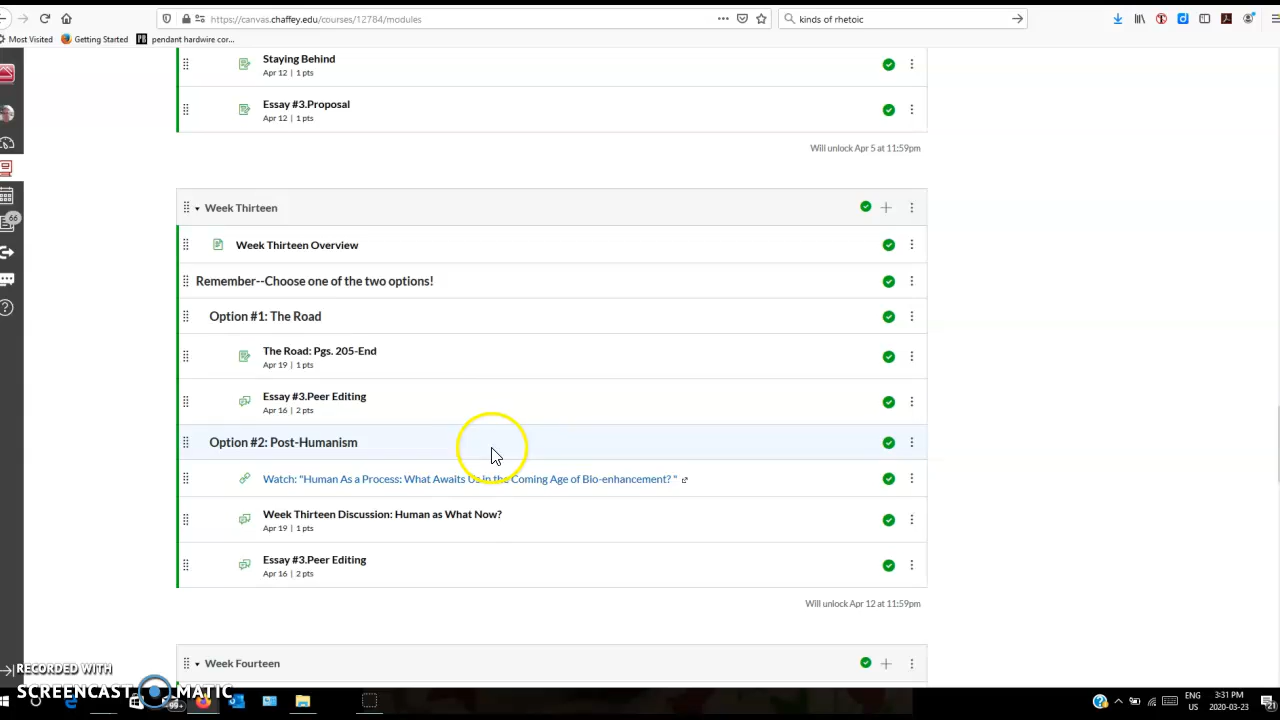 https://canvas.chaffey.edu/courses/12784/modules
kinds of rhetoic
Most Visited
Getting Started
pendant hardwire cor...
Staying Behind
Apr 12 | 1 pts
Essay #3.Proposal
Apr 12 | 1 pts
Will unlock Apr 5 at 11:59pm
Week Thirteen
66
Week Thirteen Overview
Remember--Choose one of the two options!
Option #1: The Road
The Road: Pgs. 205-End
Apr 19 | 1 pts
Essay #3.Peer Editing
Apr 16 | 2 pts
Option #2: Post-Humanism
Watch: "Human As a Process: What Awaits Us in the Coming Age of Bio-enhancement? "
Week Thirteen Discussion: Human as What Now?
Apr 19 | 1 pts
Essay #3.Peer Editing
Apr 16 | 2 pts
Will unlock Apr 12 at 11:59pm
Week Fourteen
RECORDED WITH
SCREENCAST MATIC
99+
ENG
US
3:31 PM
2020-03-23
21